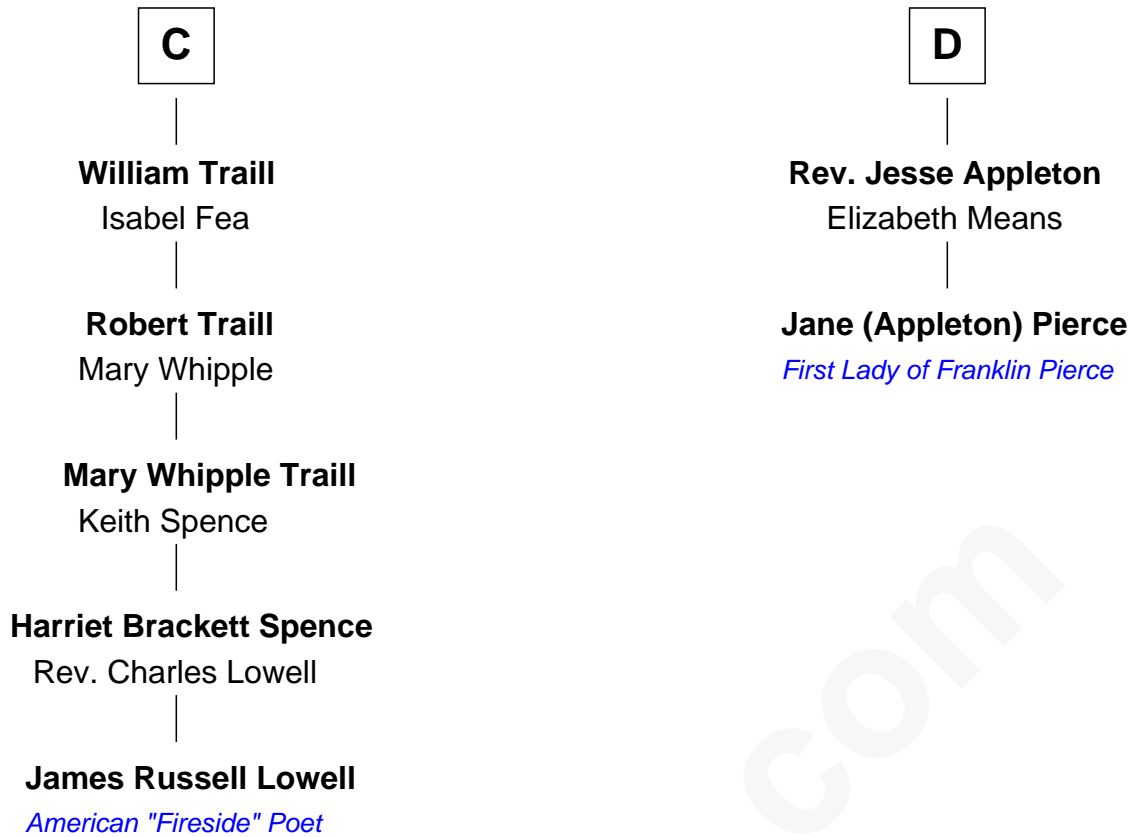 C
William Traill
Isabel Fea
Robert Traill
Mary Whipple
Mary Whipple Traill
Keith Spence
Harriet Brackett Spence
Rev. Charles Lowell
James Russell Lowell
American "Fireside" Poet
D
Rev. Jesse Appleton
Elizabeth Means
Jane (Appleton) Pierce
First Lady of Franklin Pierce
com